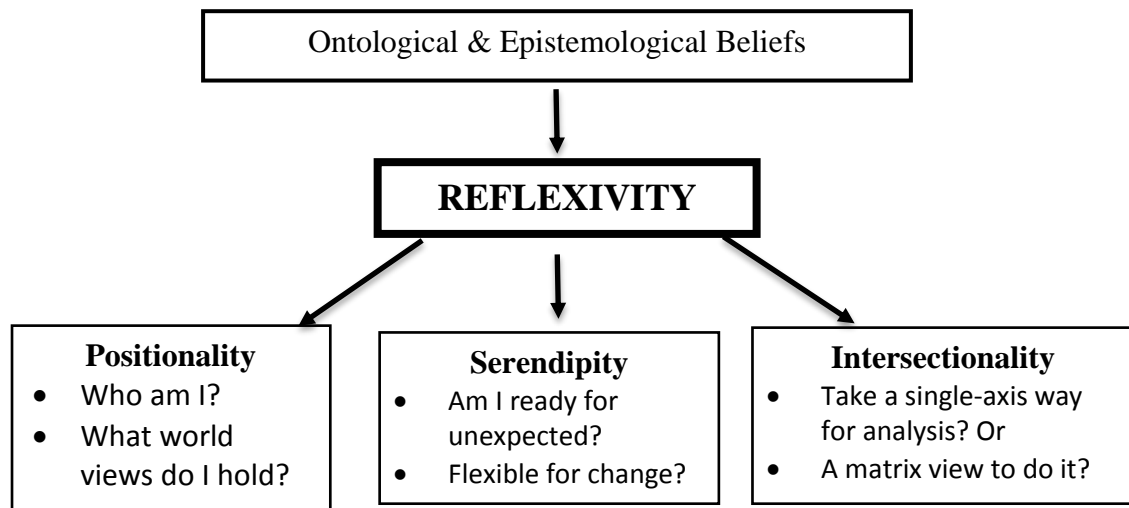 Ontological & Epistemological Beliefs
REFLEXIVITY
Positionality
• Who am I?
• What world
views do I hold?
Serendipity
• Am I ready for
unexpected?
• Flexible for change?
Intersectionality
• Take a single-axis way
for analysis? Or
• A matrix view to do it?